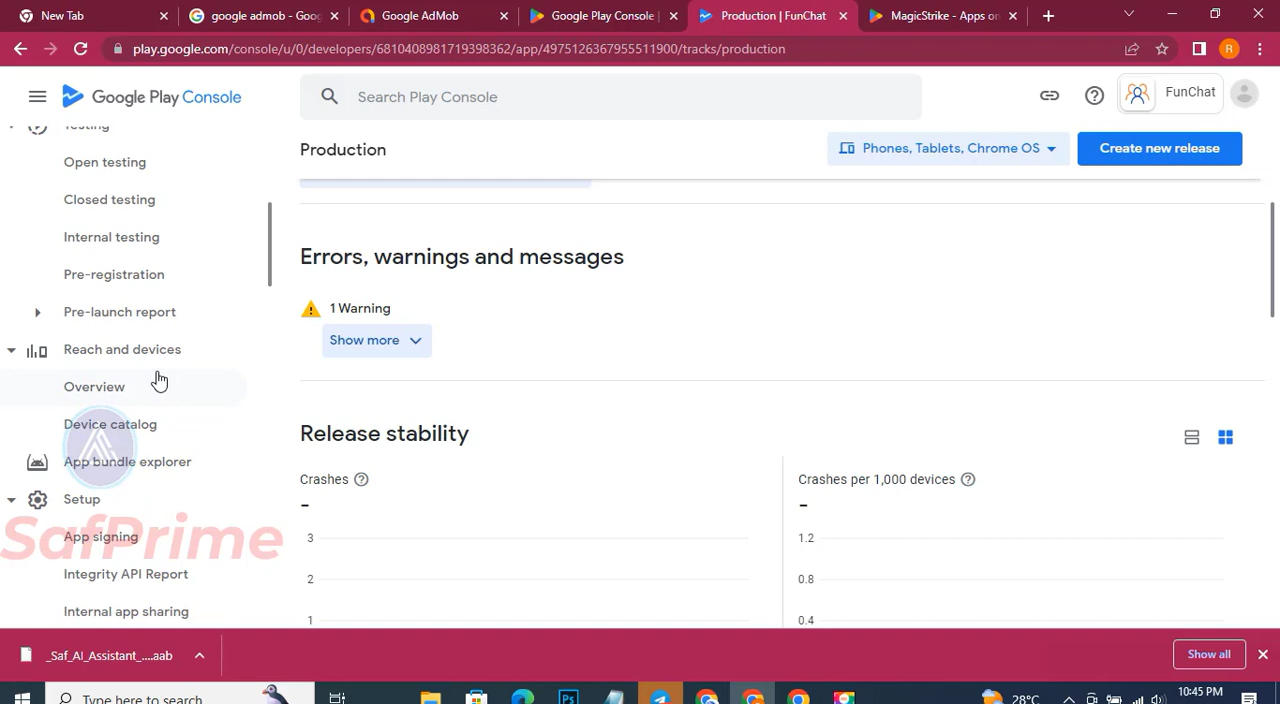 New Tab
google admob - Goog
Google AdMob
Google Play Console |
Production | FunChat
MagicStrike - Apps on
play.google.com/console/u/0/developers/6810408981719398362/app/4975126367955511900/tracks/production
R
Google Play Console
Search Play Console
FunChat
Testing
Open testing
Closed testing
Internal testing
Pre-registration
Pre-launch report
Reach and devices
Overview
Device catalog
App bundle explorer
Setup
App signing
Integrity API Report
Internal app sharing
SafPrime
Production
Phones, Tablets, Chrome OS
Create new release
Errors, warnings and messages
1 Warning
Show more
Release stability
Crashes
-
3
2
1
Crashes per 1,000 devices
-
1.2
0.8
0.4
_Saf_AI_Assistant_....aab
Show all
Type here to search
28°C
10:45 PM